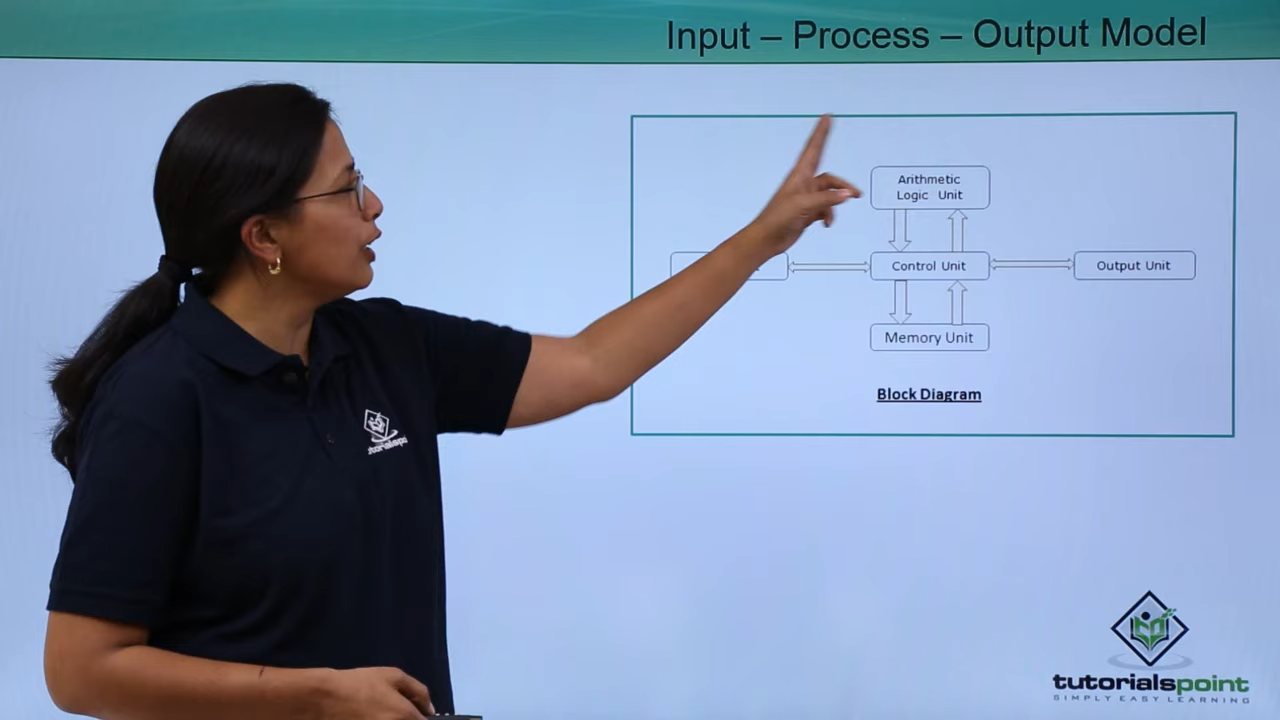 Input – Process – Output Model
Arithmetic
Logic Unit
Control Unit
Output Unit
Memory Unit
Block Diagram
tutorialspoint
SIMPLY EASY LEARNING